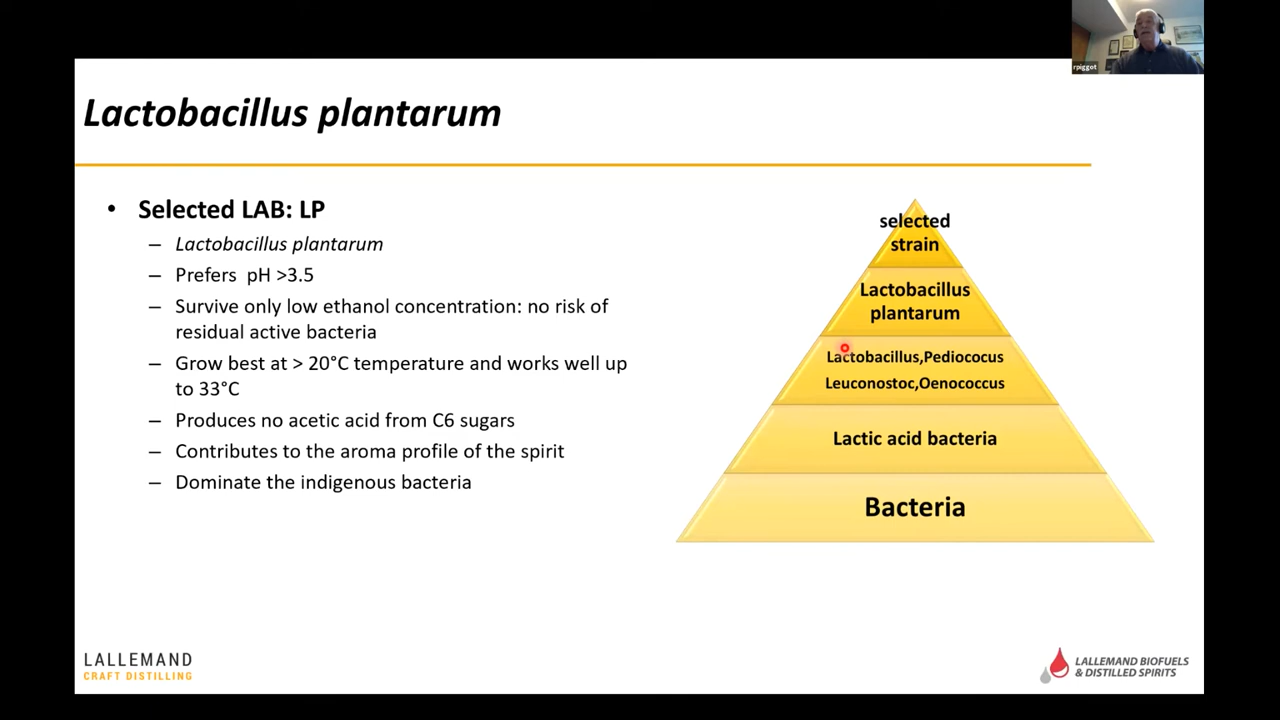 rpiggot
Lactobacillus plantarum
• Selected LAB: LP
– Lactobacillus plantarum
– Prefers pH >3.5
– Survive only low ethanol concentration: no risk of
residual active bacteria
– Grow best at > 20°C temperature and works well up
to 33°C
– Produces no acetic acid from C6 sugars
– Contributes to the aroma profile of the spirit
– Dominate the indigenous bacteria
selected
strain
Lactobacillus
plantarum
Lactobacillus,Pediococus
Leuconostoc,Oenococcus
Lactic acid bacteria
Bacteria
LALLEMAND
CRAFT DISTILLING
LALLEMAND BIOFUELS
& DISTILLED SPIRITS